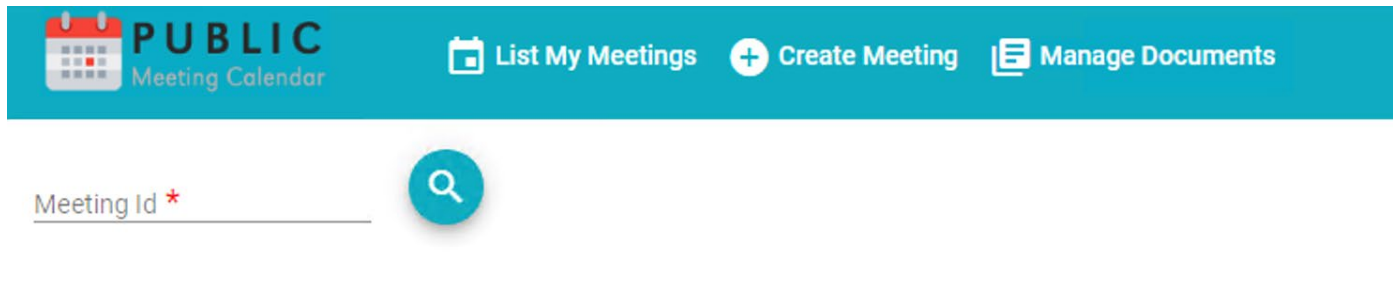 PUBLIC
Meeting Calendar
List My Meetings
Create Meeting
Manage Documents
Meeting Id *